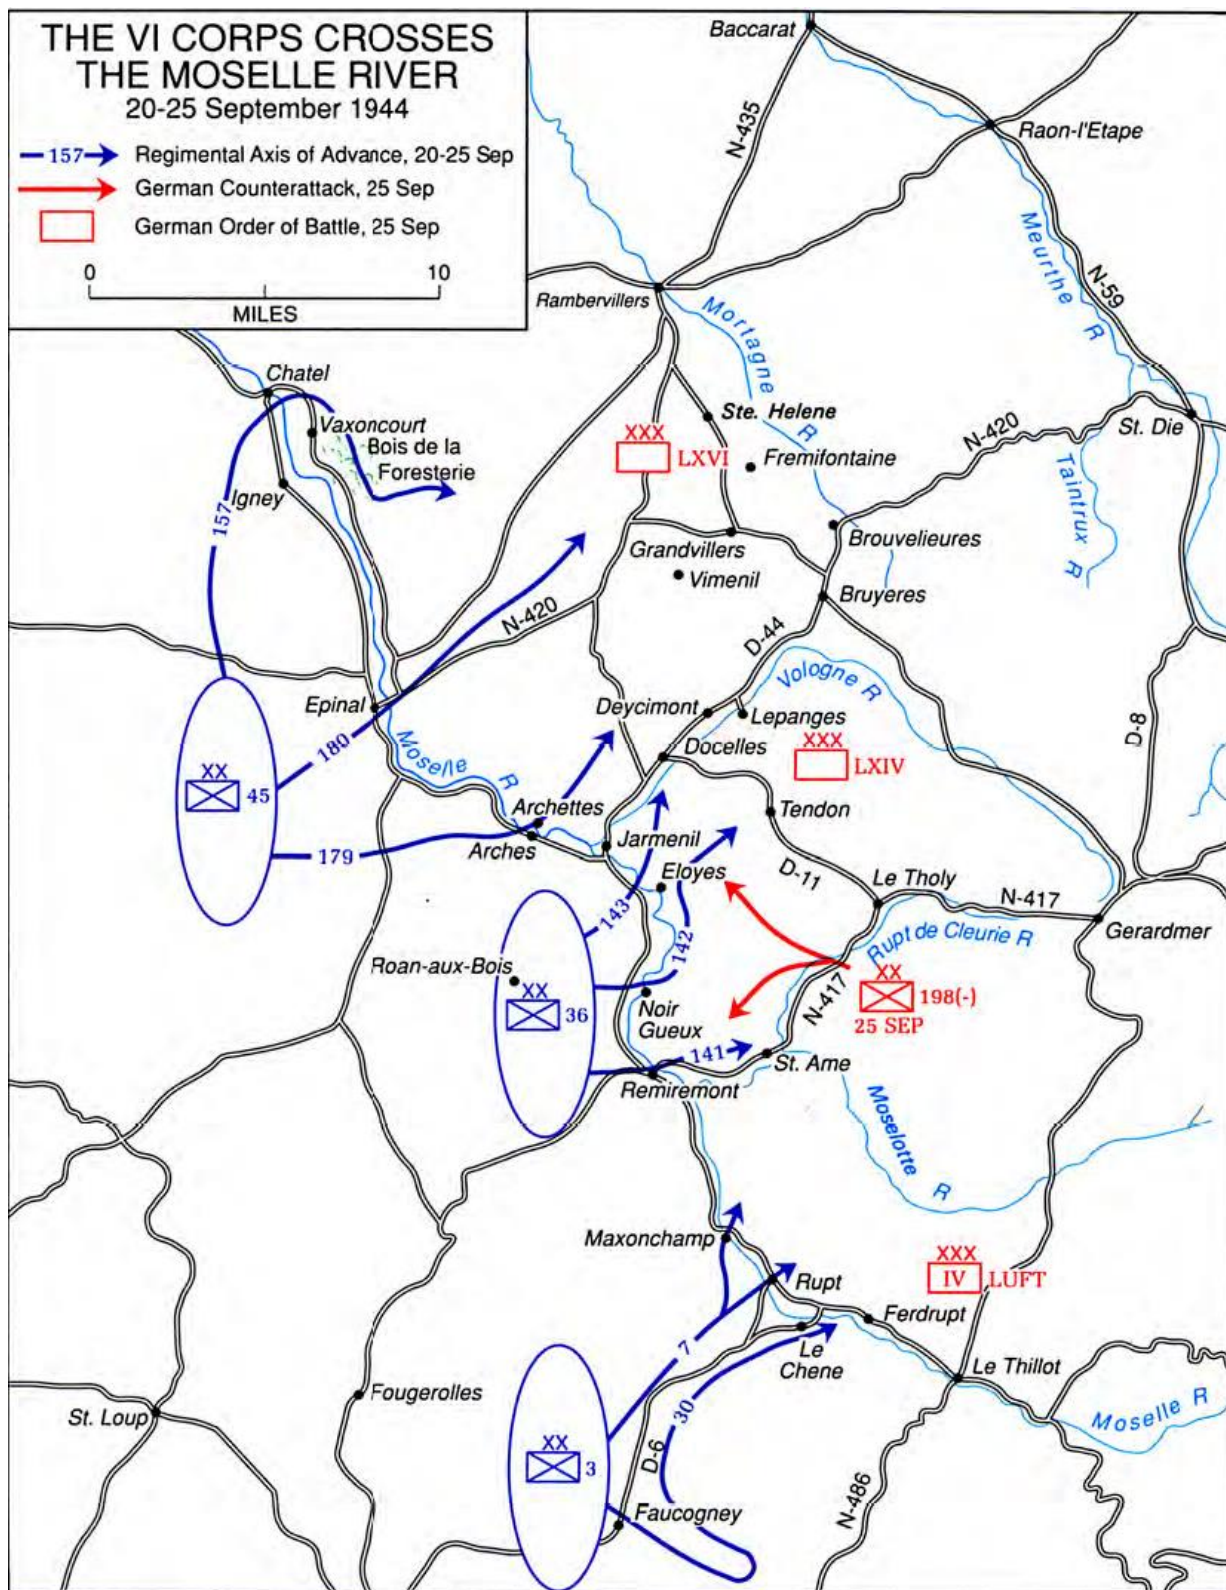 THE VI CORPS CROSSES
THE MOSELLE RIVER
20-25 September 1944
157
Regimental Axis of Advance, 20-25 Sep
German Counterattack, 25 Sep
German Order of Battle, 25 Sep
0
10
MILES
Baccarat
N-435
Raon-l'Etape
Meurthe R
N-59
Rambervillers
Mortagne R
Chatel
Vaxoncourt
Bois de la
Foresterie
Igney
157
Ste. Helene
XXX
LXVI
Fremifontaine
N-420
St. Die
Taintrux R
Grandvillers
Brouvelieures
Vimenil
Bruyeres
N-420
D-44
Vologne R
D-8
Epinal
180
Moselle R
Deycimont
Lepanges
Docelles
XXX
LXIV
XX
45
Archettes
Tendon
179
Arches
Jarmenil
Eloyes
D-11
Le Tholy
N-417
Gerardmer
143
142
Rupt de Cleurie R
Roan-aux-Bois
XX
36
Noir
Gueux
N-417
XX
198(-)
25 SEP
141
St. Ame
Remiremont
Moselotte
R
Maxonchamp
XXX
IV
LUFT
Rupt
Ferdrupt
7
Le
Chene
Le Thillot
30
Fougerolles
St. Loup
Moselle R
XX
3
D-6
N-486
Faucogney